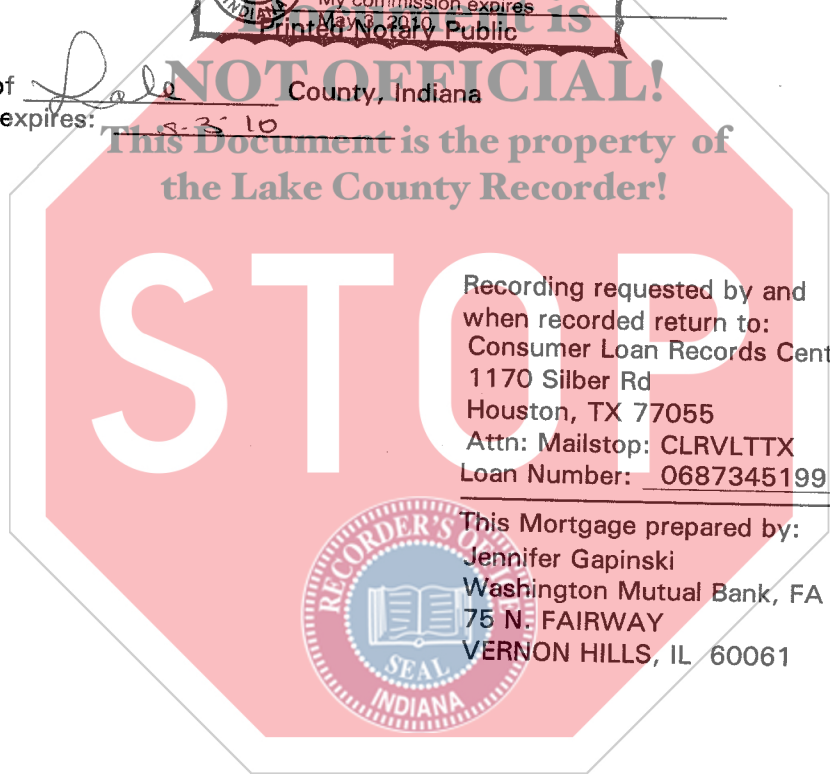 My commission expires
May 3, 2010
Printed Notary Public
Document is
NOT OFFICIAL!
of Lake County, Indiana
expires: 5-3-10
This Document is the property of
the Lake County Recorder!
STOP
Recording requested by and
when recorded return to:
Consumer Loan Records Cent
1170 Silber Rd
Houston, TX 77055
Attn: Mailstop: CLRVLTTX
Loan Number: 0687345199
This Mortgage prepared by:
Jennifer Gapinski
Washington Mutual Bank, FA
75 N. FAIRWAY
VERNON HILLS, IL 60061
RECORDER'S OFFICE
SEAL
INDIANA